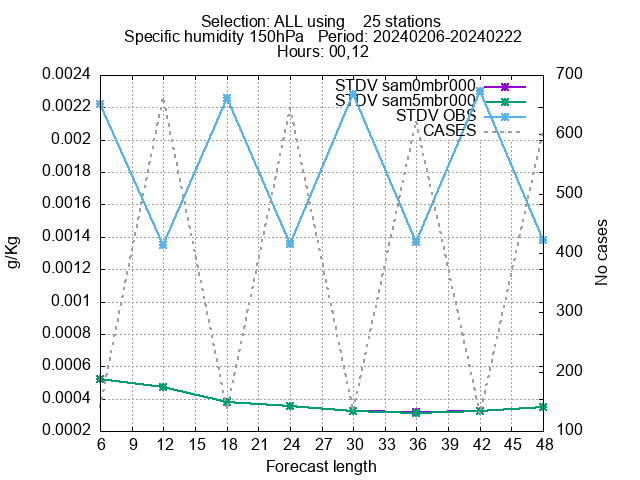 Selection: ALL using    25 stations
Specific humidity 150hPa   Period: 20240206-20240222
Hours: 00,12
0.0024
0.0022
0.002
0.0018
0.0016
0.0014
0.0012
0.001
0.0008
0.0006
0.0004
0.0002
g/Kg
STDV sam0mbr000
STDV sam5mbr000
STDV OBS
CASES
700
600
500
400
300
200
100
No cases
6 9 12 15 18 21 24 27 30 33 36 39 42 45 48
Forecast length